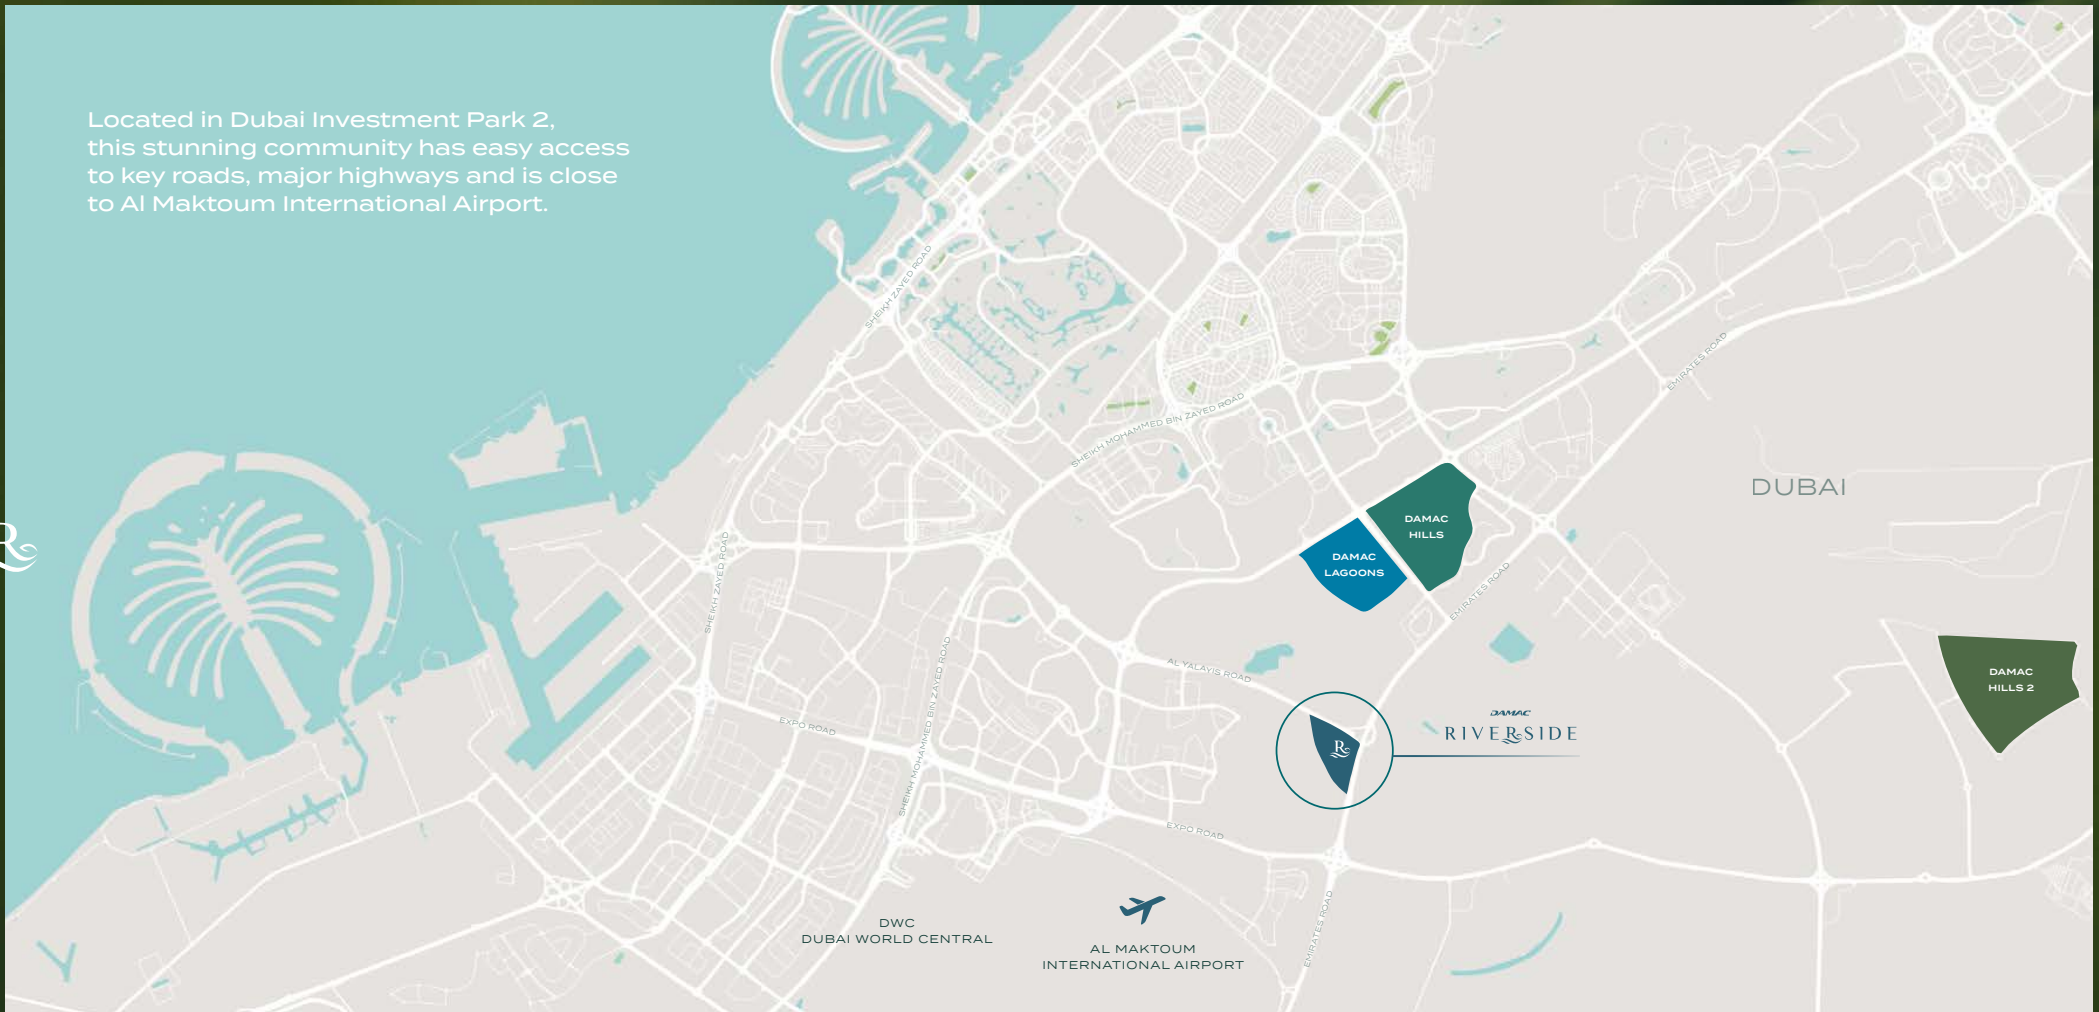 Located in Dubai Investment Park 2,
this stunning community has easy access
to key roads, major highways and is close
to Al Maktoum International Airport.
SHEIKH ZAYED ROAD
EMIRATES ROAD
SHEIKH MOHAMMED BIN ZAYED ROAD
DUBAI
DAMAC
HILLS
DAMAC
LAGOONS
SHEIKH ZAYED ROAD
EMIRATES ROAD
AL YALAYIS ROAD
DAMAC
HILLS 2
SHEIKH MOHAMMED BIN ZAYED ROAD
EXPO ROAD
DAMAC
RIVERSIDE
R
EXPO ROAD
EMIRATES ROAD
DWC
DUBAI WORLD CENTRAL
AL MAKTOUM
INTERNATIONAL AIRPORT
R